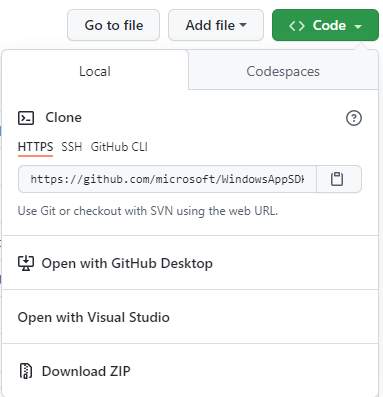 Go to file Add file Code
Local Codespaces
Clone
HTTPS SSH GitHub CLI
https://github.com/microsoft/WindowsAppSD
Use Git or checkout with SVN using the web URL.
Open with GitHub Desktop
Open with Visual Studio
Download ZIP